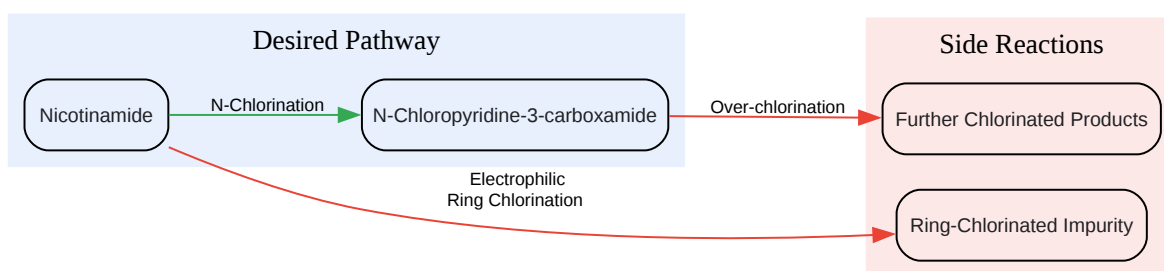 Desired Pathway
Side Reactions
Nicotinamide
N-Chlorination
N-Chloropyridine-3-carboxamide
Over-chlorination
Further Chlorinated Products
Electrophilic
Ring Chlorination
Ring-Chlorinated Impurity